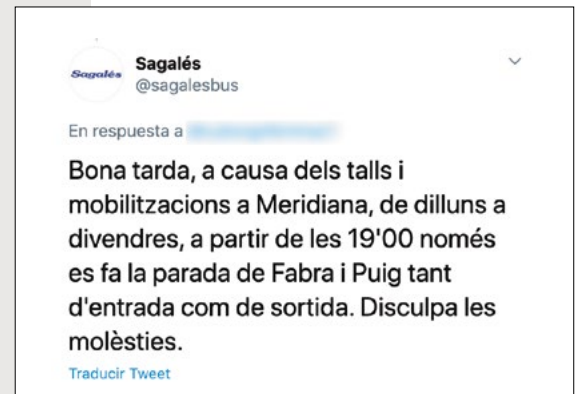 Sagalés
Sagalés
@sagalesbus
En respuesta a
Bona tarda, a causa dels talls i
mobilitzacions a Meridiana, de dilluns a
divendres, a partir de les 19'00 només
es fa la parada de Fabra i Puig tant
d'entrada com de sortida. Disculpa les
molèsties.
Traducir Tweet